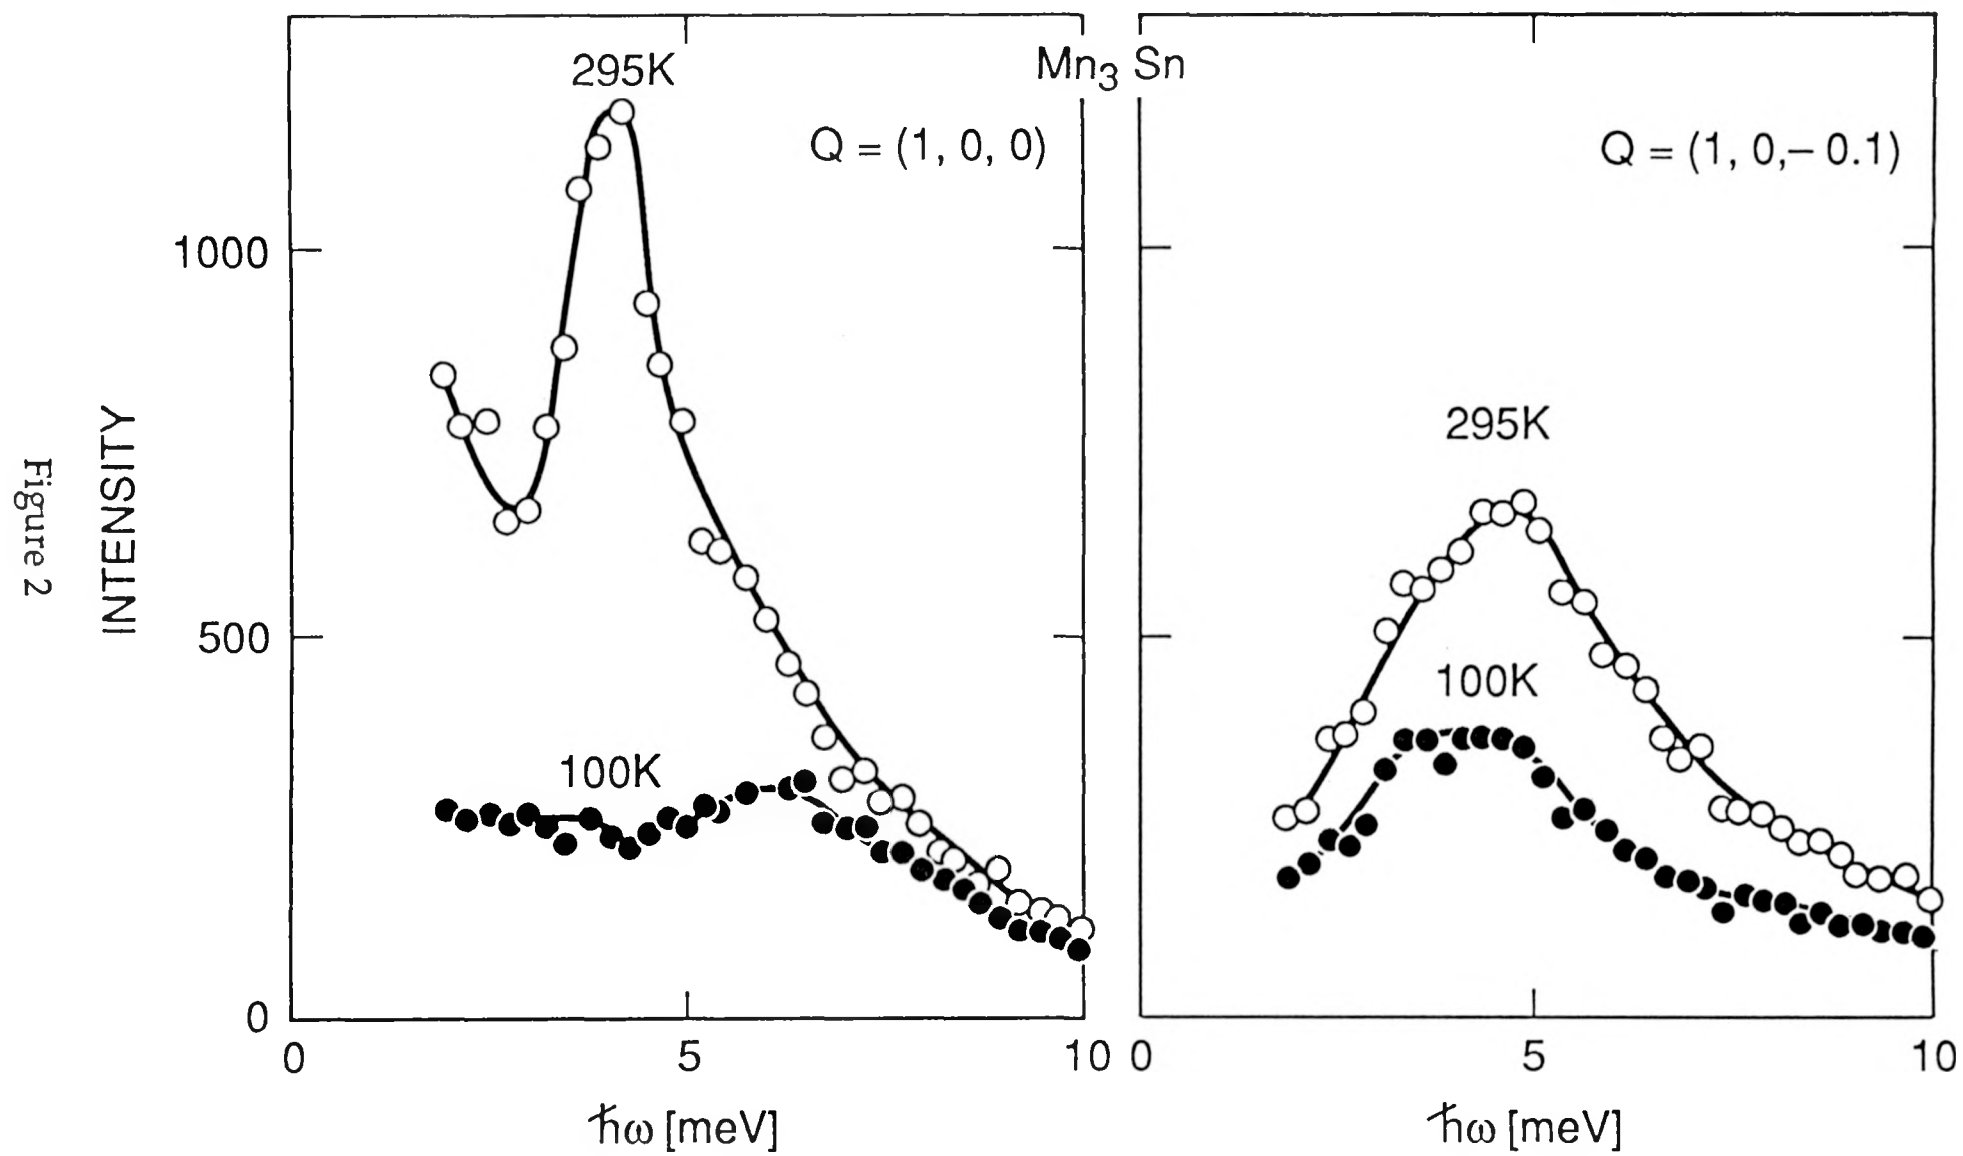 Figure 2
INTENSITY
Mn3 Sn
295K
Q = (1, 0, 0)
100K
1000
500
0
0 5 10
ℏω [meV]
Q = (1, 0,− 0.1)
295K
100K
0 5 10
ℏω [meV]